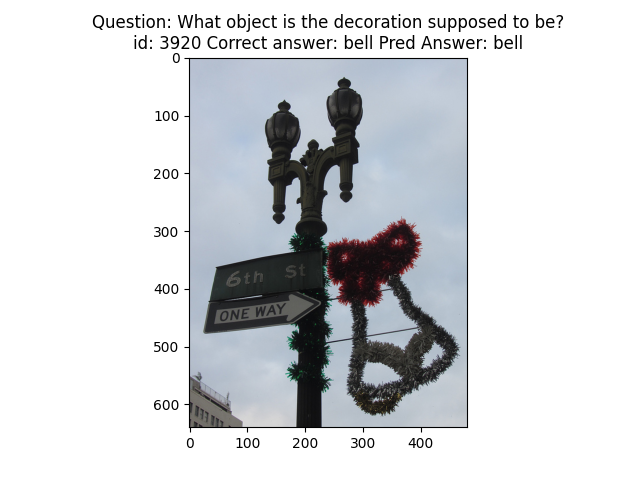 Question: What object is the decoration supposed to be?
id: 3920 Correct answer: bell Pred Answer: bell
0
100
200
300
400
500
600
6th St
ONE WAY
0 100 200 300 400